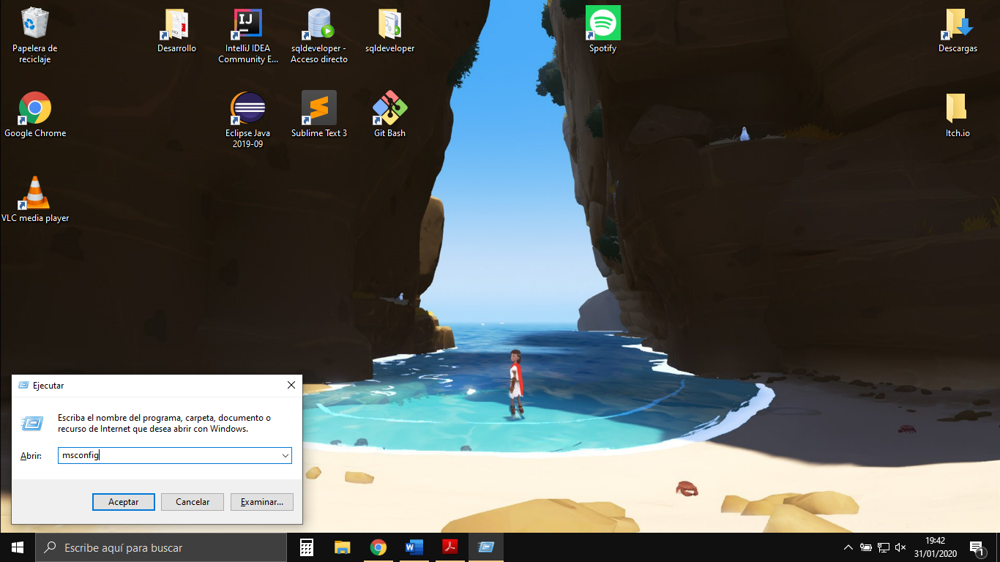 Papelera de
reciclaje
Desarrollo
IJ
IntelliJ IDEA
Community E...
sqldeveloper -
Acceso directo
sqldeveloper
Spotify
Descargas
Google Chrome
Eclipse Java
2019-09
Sublime Text 3
Git Bash
Itch.io
VLC media player
Ejecutar
Escriba el nombre del programa, carpeta, documento o
recurso de Internet que desea abrir con Windows.
Abrir:
msconfig
Aceptar
Cancelar
Examinar...
Escribe aquí para buscar
W
19:42
31/01/2020
1